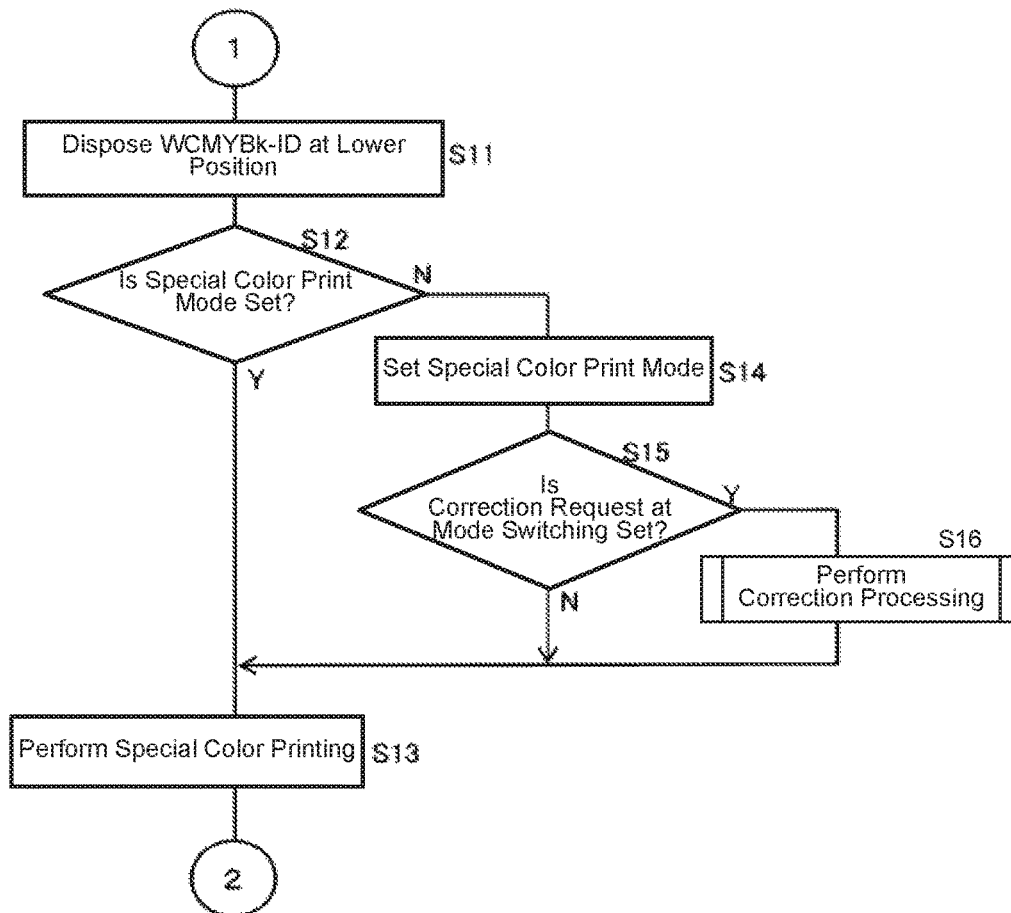 1
Dispose WCMYBk-ID at Lower
Position
S11
S12
Is Special Color Print
Mode Set?
N
Y
Set Special Color Print Mode
S14
S15
Is
Correction Request at
Mode Switching Set?
Y
N
S16
Perform
Correction Processing
Perform Special Color Printing
S13
2